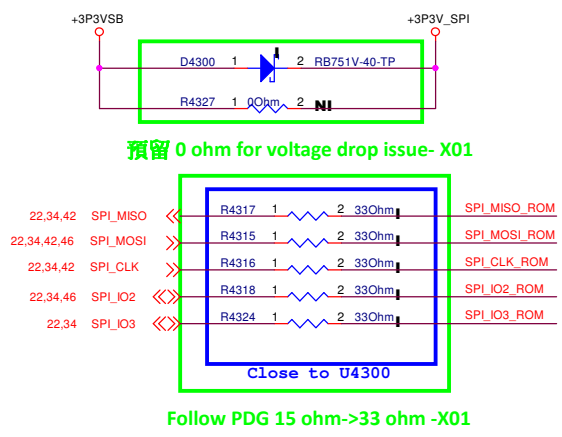 +3P3VSB +3P3V_SPI
D4300 1 2 RB751V-40-TP
R4327 1 0Ohm 2 NI
預留 0 ohm for voltage drop issue- X01
22,34,42 SPI_MISO R4317 1 2 33Ohm SPI_MISO_ROM
22,34,42,46 SPI_MOSI R4315 1 2 33Ohm SPI_MOSI_ROM
22,34,42 SPI_CLK R4316 1 2 33Ohm SPI_CLK_ROM
22,34,46 SPI_IO2 R4318 1 2 33Ohm SPI_IO2_ROM
22,34 SPI_IO3 R4324 1 2 33Ohm SPI_IO3_ROM
Close to U4300
Follow PDG 15 ohm->33 ohm -X01